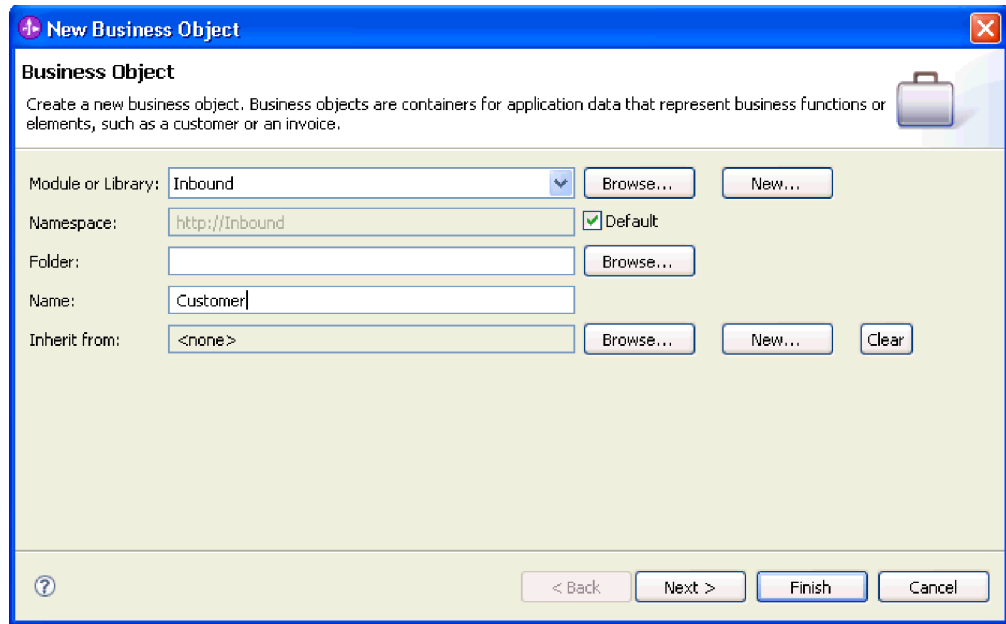 New Business Object
Business Object
Create a new business object. Business objects are containers for application data that represent business functions or
elements, such as a customer or an invoice.
Module or Library: Inbound Browse... New...
Namespace: http://Inbound Default
Folder: Browse...
Name: Customer
Inherit from: <none> Browse... New... Clear
? < Back Next > Finish Cancel